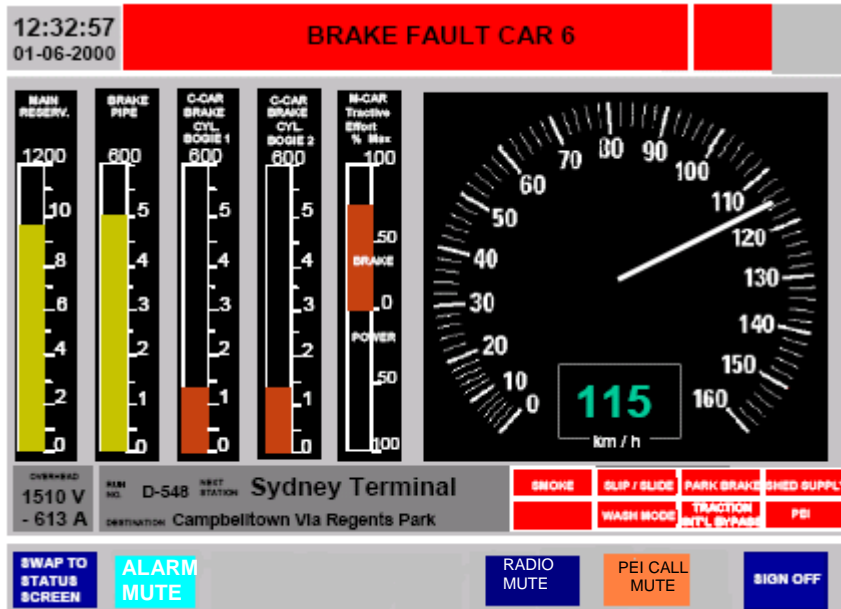 12:32:57
01-06-2000
BRAKE FAULT CAR 6
MAIN
RESERV.
BRAKE
PIPE
C-CAR
BRAKE
CYL.
BOGIE 1
C-CAR
BRAKE
CYL.
BOGIE 2
M-CAR
Tractive
Effort
% Max
1200
600
600
600
100
10
8
6
4
2
0
5
4
3
2
1
0
5
4
3
2
1
0
5
4
3
2
1
0
50
BRAKE
0
POWER
50
100
0
10
20
30
40
50
60
70
80
90
100
110
120
130
140
150
160
115
km / h
OVERHEAD
1510 V
- 613 A
RUN
NO.
D-548
NEXT
STATION
Sydney Terminal
DESTINATION Campbelltown Via Regents Park
SMOKE
SLIP / SLIDE
PARK BRAKE
SHED SUPPLY
WASH MODE
TRACTION
INT'L BYPASS
PEI
SWAP TO
STATUS
SCREEN
ALARM
MUTE
RADIO
MUTE
PEI CALL
MUTE
SIGN OFF